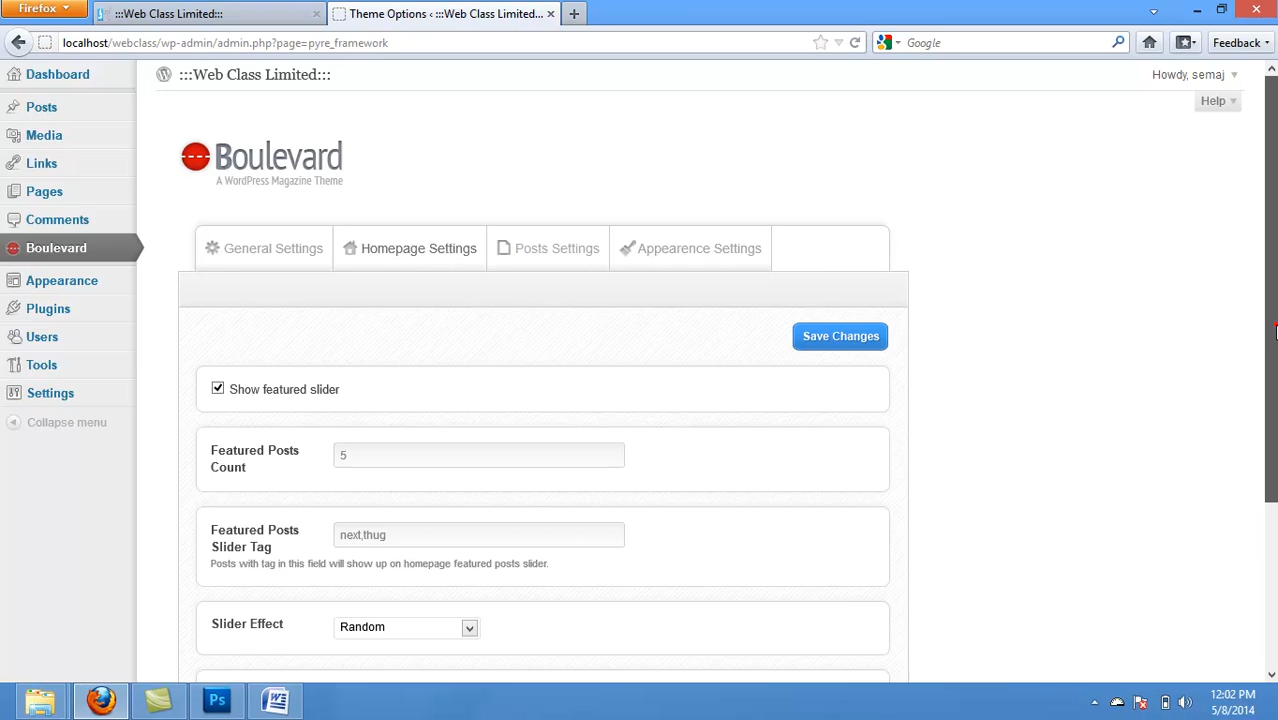 Firefox
:::Web Class Limited:::
Theme Options ‹ :::Web Class Limited...
localhost/webclass/wp-admin/admin.php?page=pyre_framework
Google
Feedback
Dashboard
Posts
Media
Links
Pages
Comments
Boulevard
Appearance
Plugins
Users
Tools
Settings
Collapse menu
:::Web Class Limited:::
Howdy, semaj
Help
Boulevard
A WordPress Magazine Theme
General Settings
Homepage Settings
Posts Settings
Appearence Settings
Save Changes
Show featured slider
Featured Posts
Count
5
Featured Posts
Slider Tag
next,thug
Posts with tag in this field will show up on homepage featured posts slider.
Slider Effect
Random
Ps
W
12:02 PM
5/8/2014